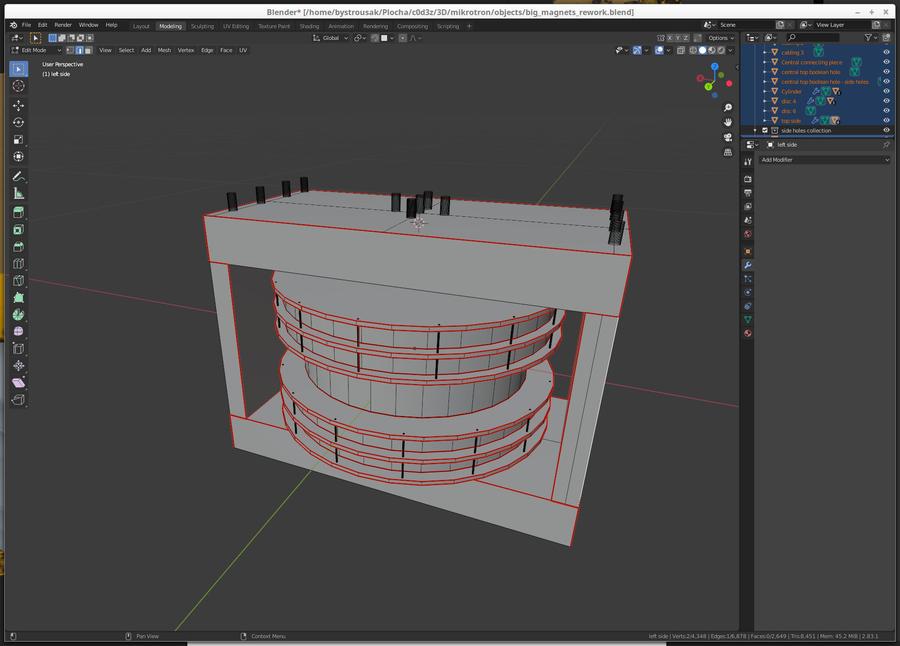 Blender* [/home/bystrousak/Plocha/c0d3z/3D/mikrotron/objects/big_magnets_rework.blend]
File Edit Render Window Help Layout Modeling Sculpting UV Editing Texture Paint Shading Animation Rendering Compositing Scripting + Scene View Layer
Global Options
Edit Mode View Select Add Mesh Vertex Edge Face UV
User Perspective
(1) left side
X Y Z
cabling 3
Central connecting piece
central top boolean hole
central top boolean hole - side holes
Cylinder
disc 4
disc 6
top side
side holes collection
left side
Add Modifier
Pan View
Context Menu
left side | Verts:2/4,348 | Edges:1/6,878 | Faces:0/2,649 | Tris:8,451 | Mem: 45.2 MiB | 2.83.1